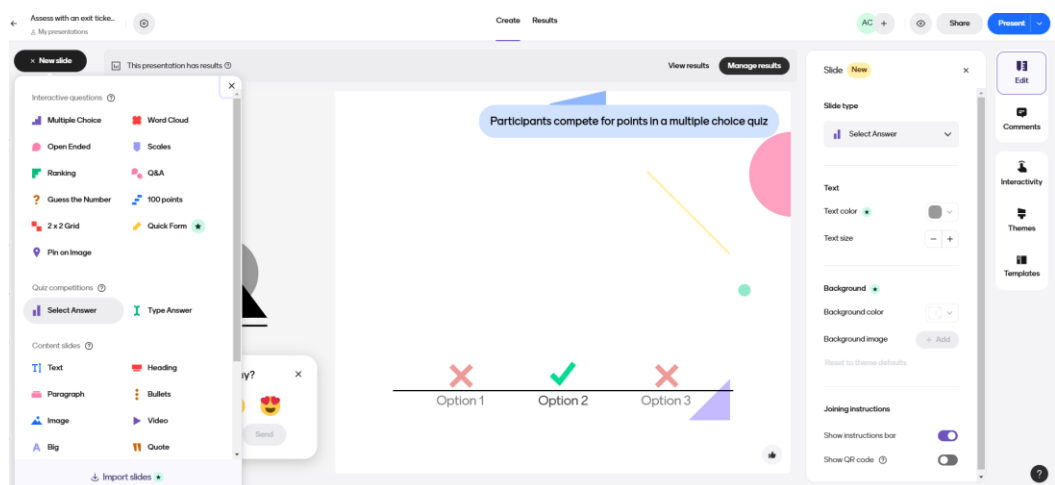 Assess with an exit ticke...
My presentations
Create
Results
AC
+
Share
Present
× New slide
This presentation has results
View results
Manage results
Interactive questions
Multiple Choice
Word Cloud
Open Ended
Scales
Ranking
Q&A
Guess the Number
100 points
2 x 2 Grid
Quick Form
Pin on Image
Quiz competitions
Select Answer
Type Answer
Content slides
Text
Heading
Paragraph
Bullets
Image
Video
Big
Quote
Import slides
y?
Send
Participants compete for points in a multiple choice quiz
Option 1
Option 2
Option 3
Slide New
Slide type
Select Answer
Text
Text color
Text size
− +
Background
Background color
Background image
+ Add
Reset to theme defaults
Joining instructions
Show instructions bar
Show QR code
Edit
Comments
Interactivity
Themes
Templates
?